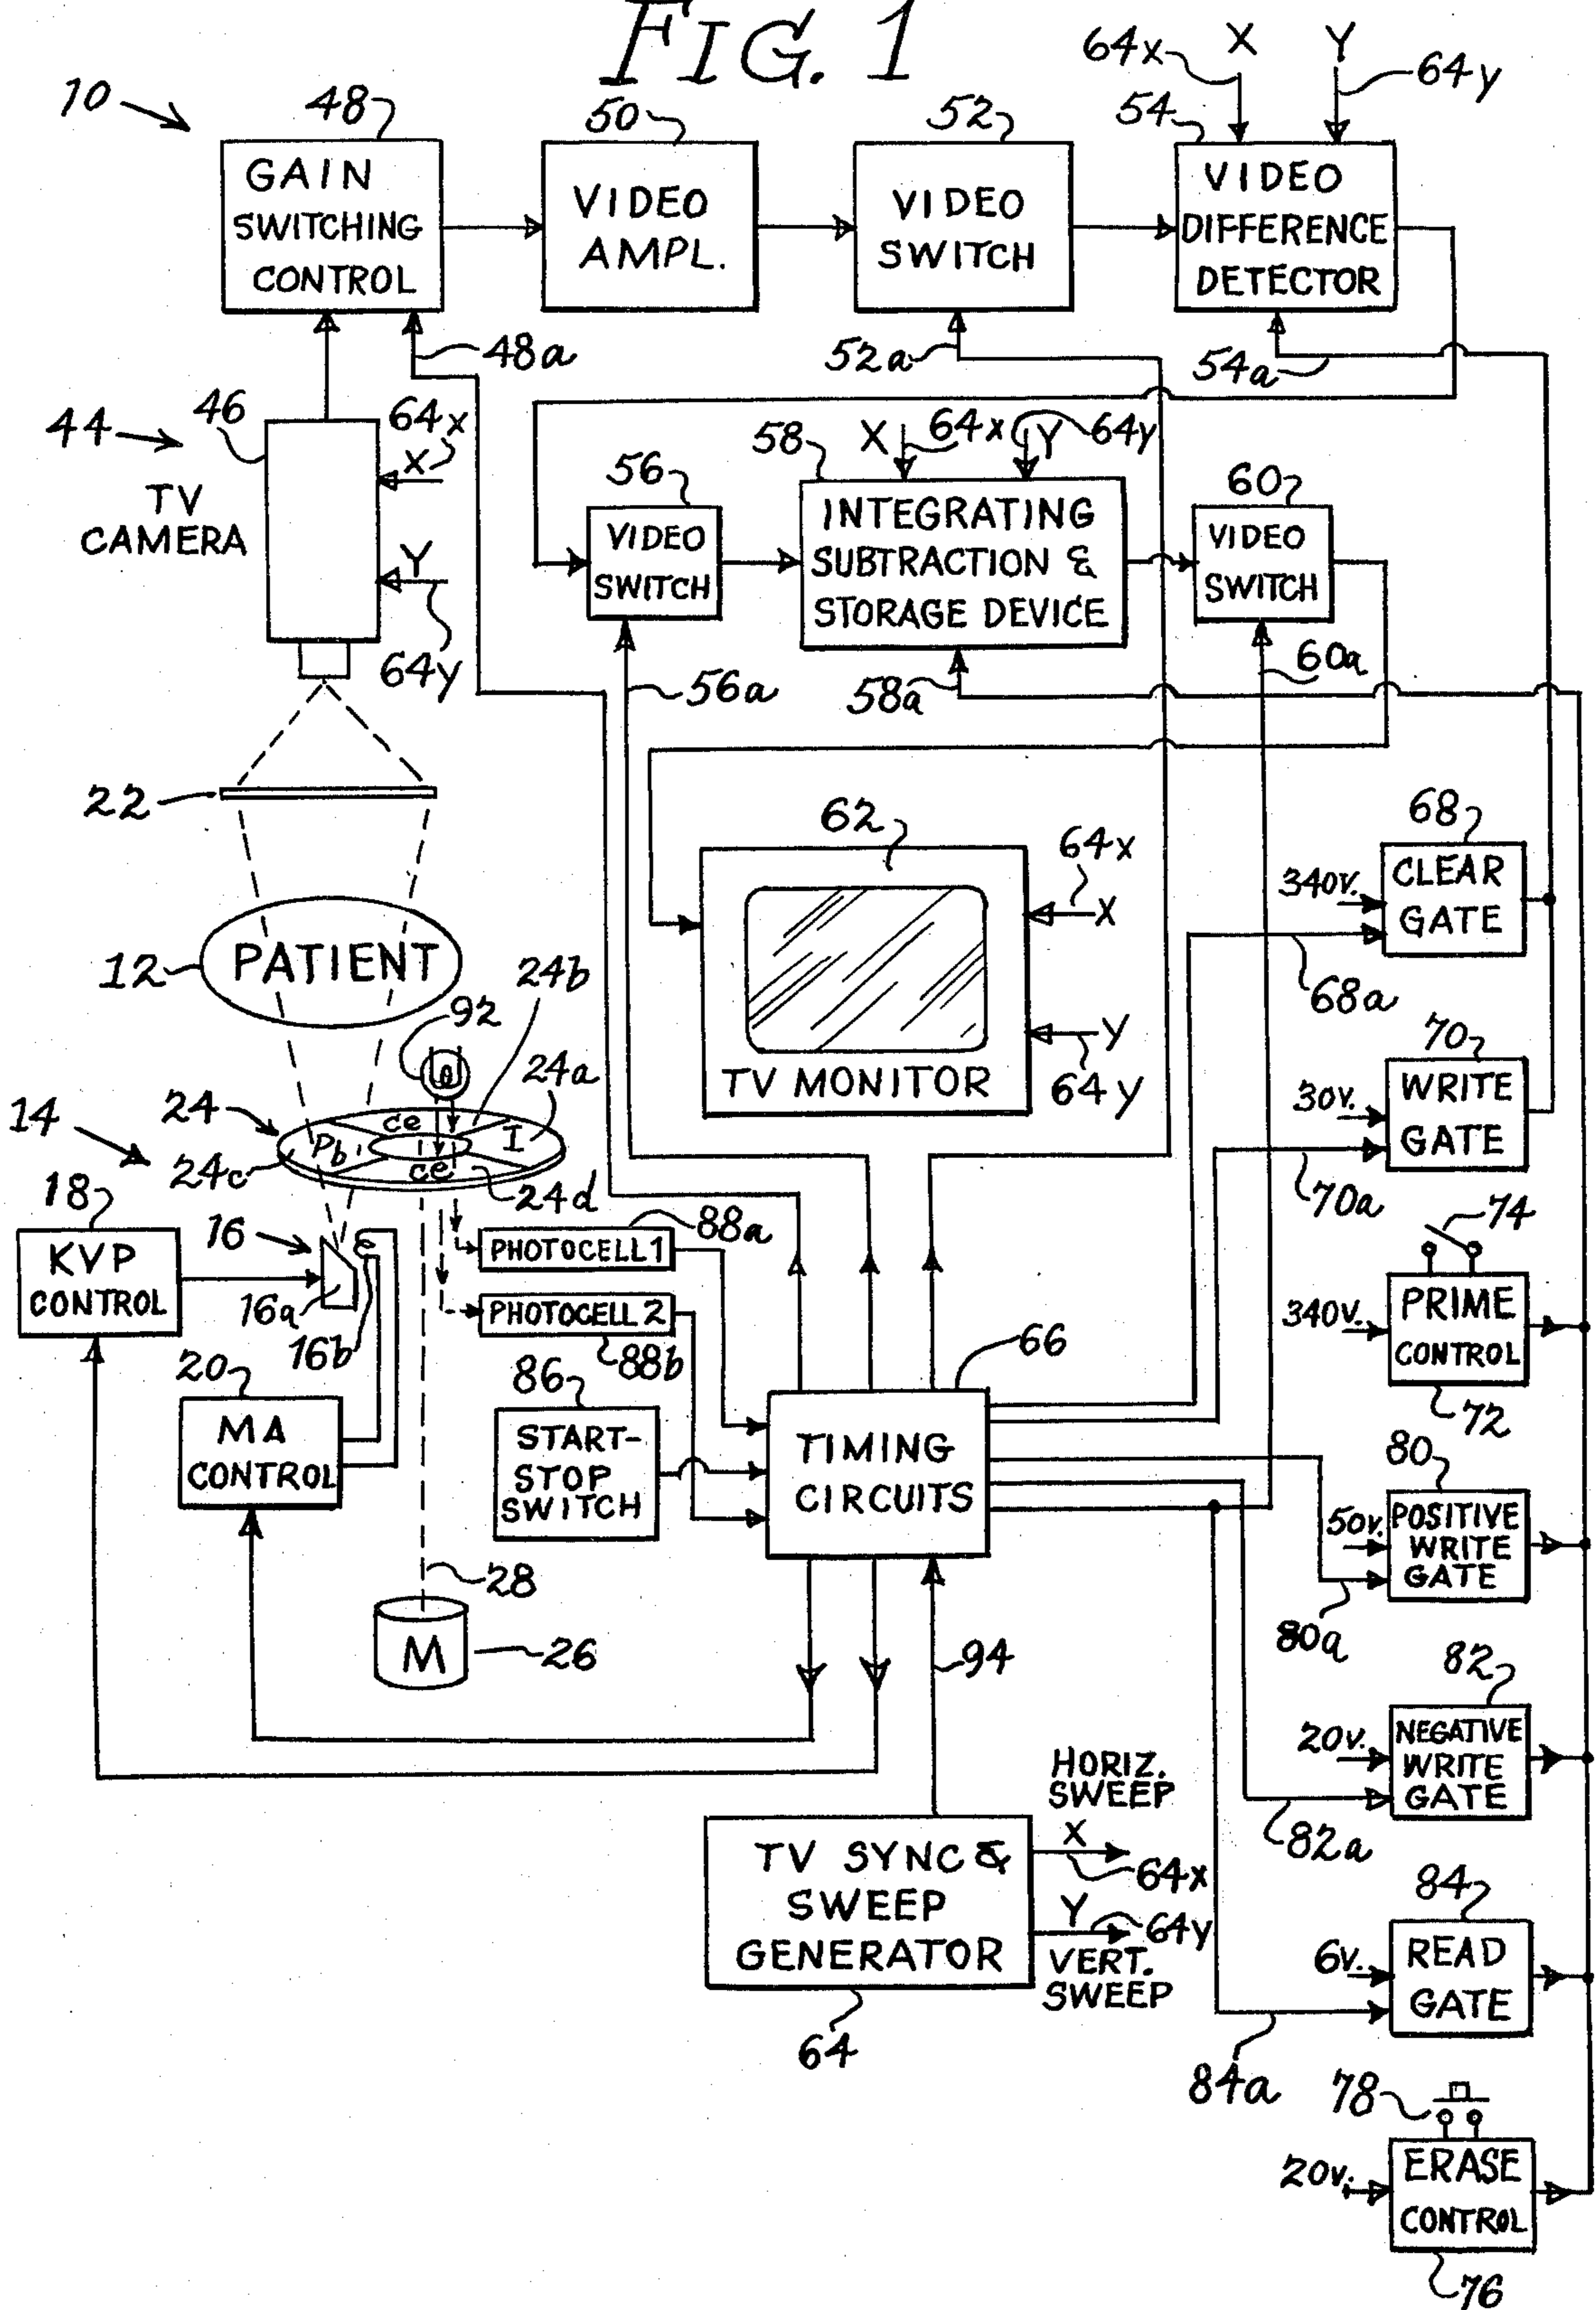 FIG. 1
10
48
50
52
54
64x
X
Y
64y
GAIN
SWITCHING
CONTROL
VIDEO
AMPL.
VIDEO
SWITCH
VIDEO
DIFFERENCE
DETECTOR
48a
52a
54a
44
46
64x
X
TV
CAMERA
Y
64y
56
VIDEO
SWITCH
58
X
64x
Y
64y
INTEGRATING
SUBTRACTION &
STORAGE DEVICE
60
VIDEO
SWITCH
56a
58a
60a
22
62
64x
X
Y
64y
TV MONITOR
68
340v.
CLEAR
GATE
68a
12
PATIENT
92
24b
24a
24
14
ce
I
Pb
ce
24c
24d
70
30v.
WRITE
GATE
70a
18
KVP
CONTROL
16
16a
16b
88a
PHOTOCELL 1
PHOTOCELL 2
88b
74
340v.
PRIME
CONTROL
72
20
MA
CONTROL
86
START-
STOP
SWITCH
66
TIMING
CIRCUITS
80
50v.
POSITIVE
WRITE
GATE
80a
28
M
26
94
82
20v.
NEGATIVE
WRITE
GATE
82a
HORIZ.
SWEEP
X
64x
Y
64y
VERT.
SWEEP
TV SYNC &
SWEEP
GENERATOR
64
84
6v.
READ
GATE
84a
78
20v.
ERASE
CONTROL
76